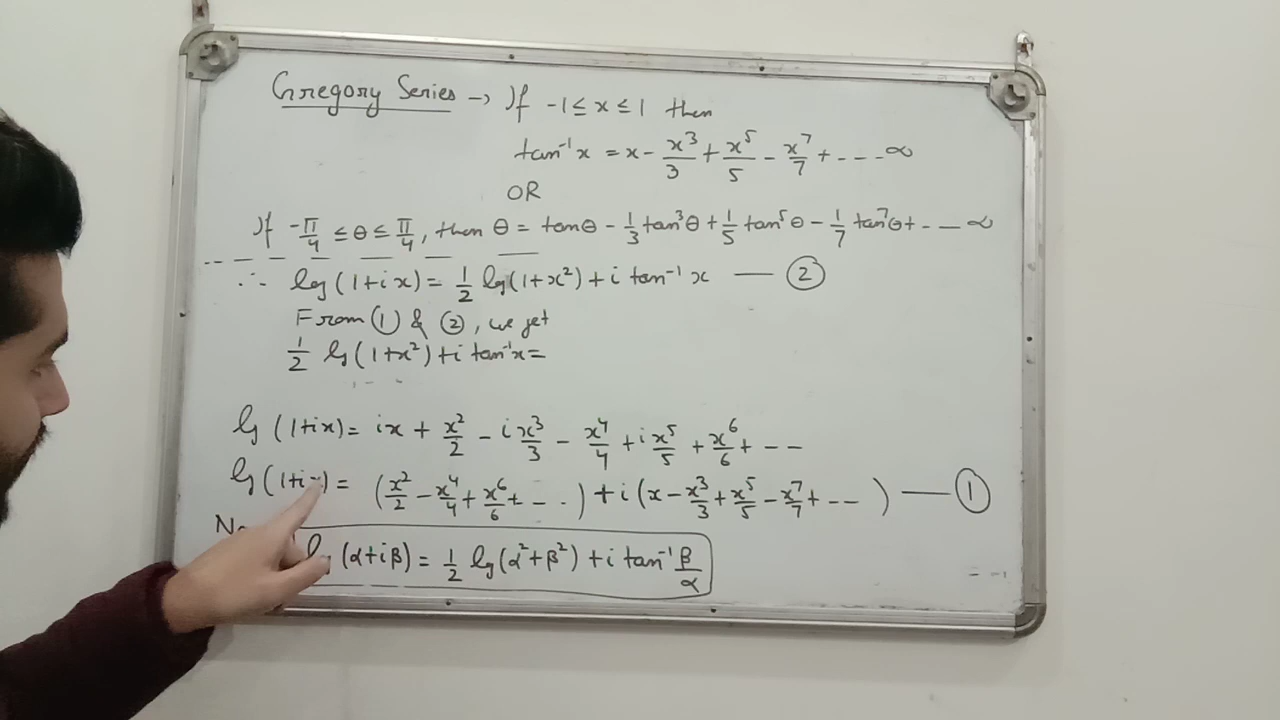 Gregory Series → If -1 ≤ x ≤ 1 then
tan⁻¹x = x - x³/3 + x⁵/5 - x⁷/7 + --- ∞
OR
If -π/4 ≤ θ ≤ π/4, then θ = tanθ - 1/3 tan³θ + 1/5 tan⁵θ - 1/7 tan⁷θ + -- ∞
∴ log(1+ix) = 1/2 log(1+x²) + i tan⁻¹x — ②
From ① & ②, we get
1/2 log(1+x²) + i tan⁻¹x =
log(1+ix) = ix + x²/2 - i x³/3 - x⁴/4 + i x⁵/5 + x⁶/6 + --
log(1+ix) = (x²/2 - x⁴/4 + x⁶/6 + -- .) + i(x - x³/3 + x⁵/5 - x⁷/7 + --) — ①
log(α+iβ) = 1/2 log(α²+β²) + i tan⁻¹ β/α